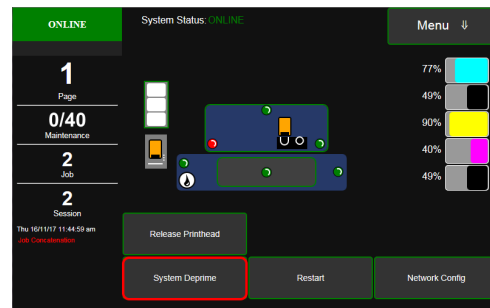 ONLINE
System Status: ONLINE
Menu ⇓
1
Page
0/40
Maintenance
2
Job
2
Session
Thu 16/11/17 11:44:59 am
Job Concatenation
77%
49%
90%
40%
49%
Release Printhead
System Deprime
Restart
Network Config